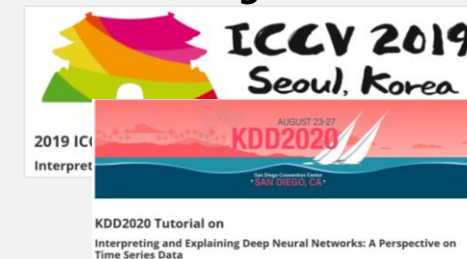 ICCV 2019
Seoul, Korea
2019 IC
Interpret
AUGUST 23-27
KDD2020
San Diego Convention Center
SAN DIEGO, CA
KDD2020 Tutorial on
Interpreting and Explaining Deep Neural Networks: A Perspective on
Time Series Data